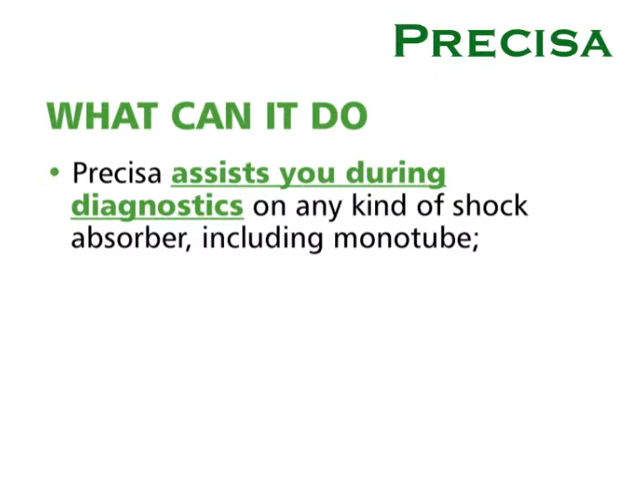 PRECISA
WHAT CAN IT DO
• Precisa assists you during
diagnostics on any kind of shock
absorber, including monotube;